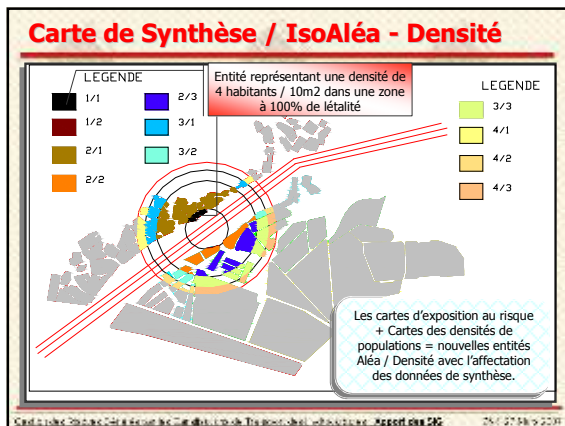 Carte de Synthèse / IsoAléa - Densité
LEGENDE
1/1
1/2
2/1
2/2
2/3
3/1
3/2
Entité représentant une densité de
4 habitants / 10m2 dans une zone
à 100% de létalité
LEGENDE
3/3
4/1
4/2
4/3
Les cartes d'exposition au risque
+ Cartes des densités de
populations = nouvelles entités
Aléa / Densité avec l'affectation
des données de synthèse.
Apport des SIG